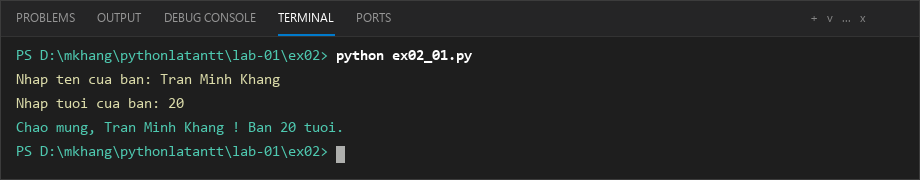 PROBLEMS OUTPUT DEBUG CONSOLE TERMINAL PORTS + v ... x
PS D:\mkhang\pythonlatantt\lab-01\ex02> python ex02_01.py
Nhap ten cua ban: Tran Minh Khang
Nhap tuoi cua ban: 20
Chao mung, Tran Minh Khang ! Ban 20 tuoi.
PS D:\mkhang\pythonlatantt\lab-01\ex02>